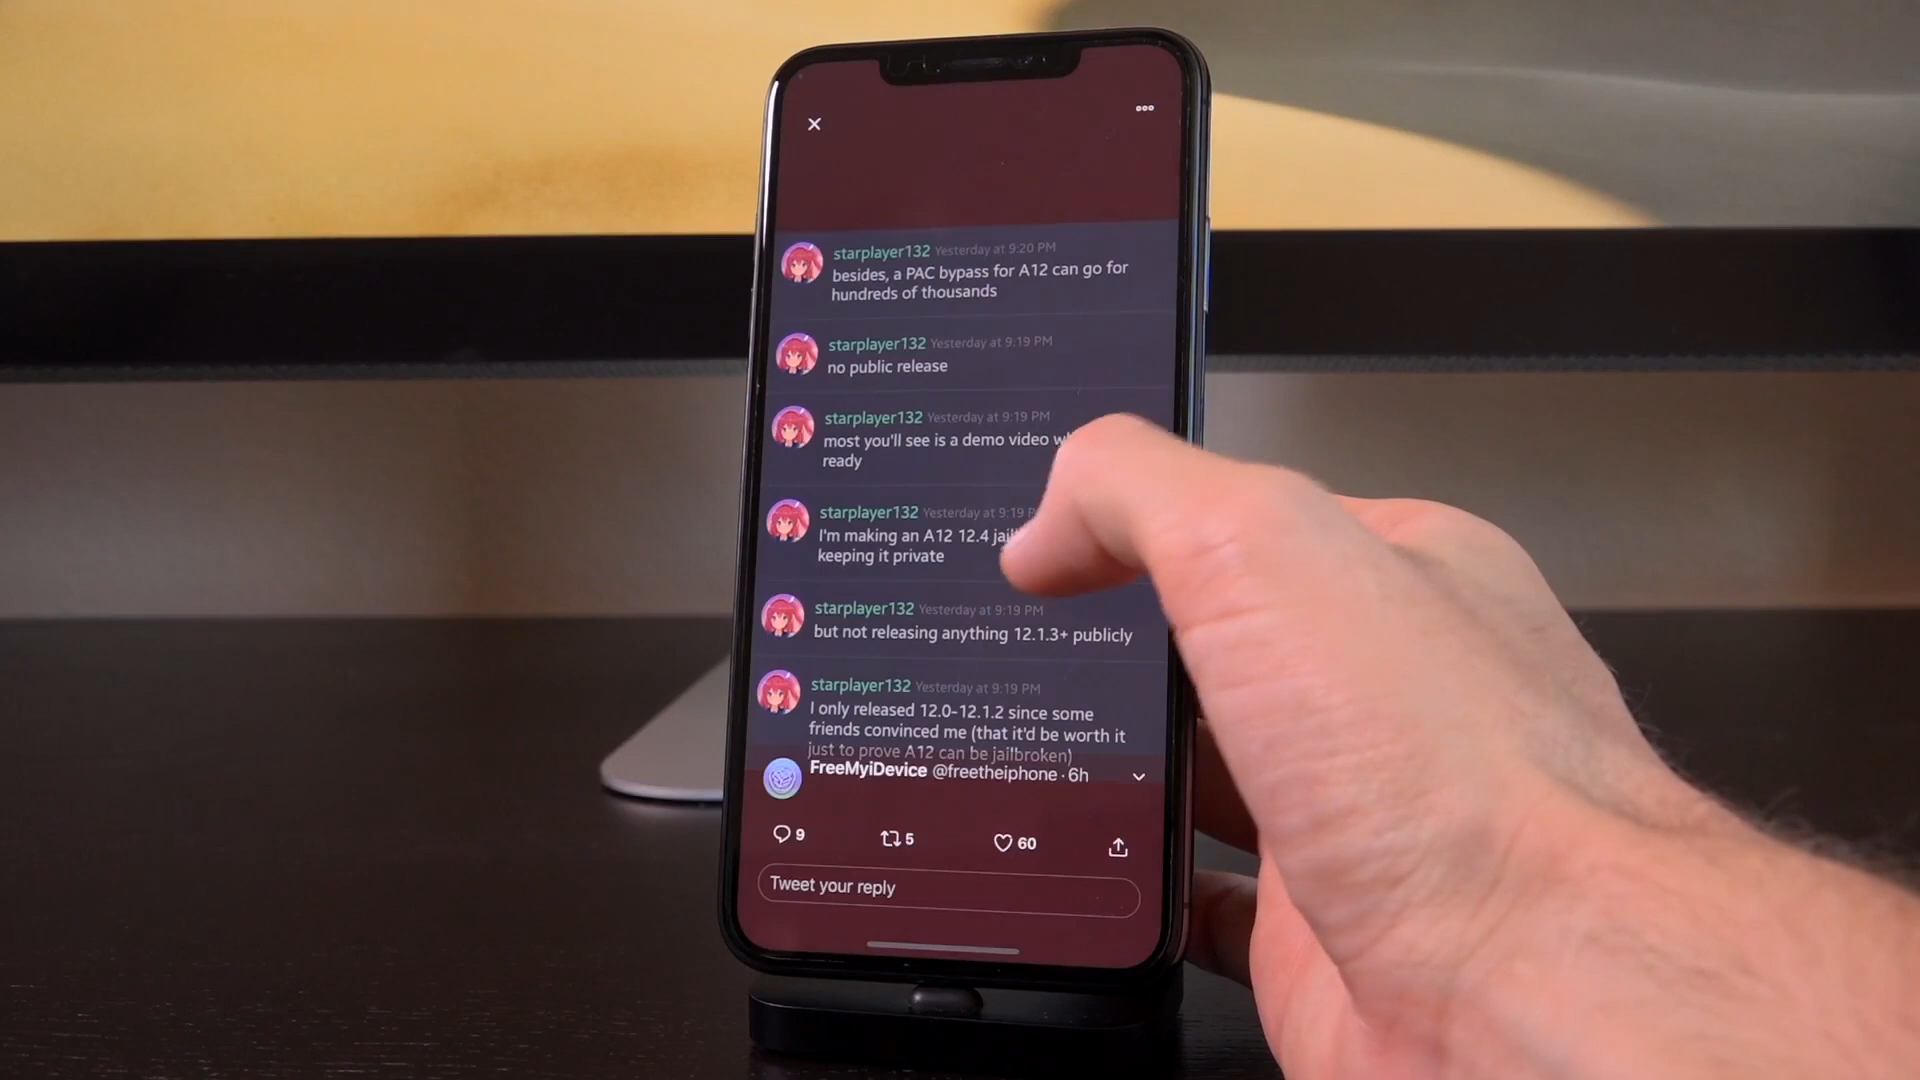 starplayer132 Yesterday at 9:20 PM
besides, a PAC bypass for A12 can go for
hundreds of thousands
starplayer132 Yesterday at 9:19 PM
no public release
starplayer132 Yesterday at 9:19 PM
most you'll see is a demo video
ready
starplayer132 Yesterday at 9:19
I'm making an A12 12.4
keeping it private
starplayer132 Yesterday at 9:19 PM
but not releasing anything 12.1.3+ publicly
starplayer132 Yesterday at 9:19 PM
I only released 12.0-12.1.2 since some
friends convinced me (that it'd be worth it
just to prove A12 can be jailbroken)
FreeMyiDevice @freetheiphone · 6h
9 5 60
Tweet your reply